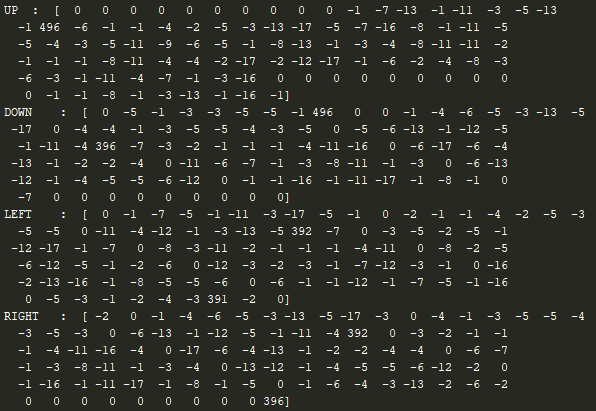 UP  : [  0   0   0   0   0   0   0   0   0   0   0  -1  -7 -13  -1 -11  -3  -5 -13
  -1 496  -6  -1  -1  -4  -2  -5  -3 -13 -17  -5  -7 -16  -8  -1 -11  -5
  -5  -4  -3  -5 -11  -9  -6  -5  -1  -8 -13  -1  -3  -4  -8 -11 -11  -2
  -1  -1  -1  -8 -11  -4  -4  -2 -17  -2 -12 -17  -1  -6  -2  -4  -8  -3
  -6  -3  -1 -11  -4  -7  -1  -3 -16   0   0   0   0   0   0   0   0   0
   0  -1  -1  -8  -1  -3 -13  -1 -16  -1]
DOWN    : [  0  -5  -1  -3  -3  -5  -5  -1 496   0   0  -1  -4  -6  -5  -3 -13  -5
 -17   0  -4  -4  -1  -3  -5  -5  -4  -3  -5   0  -5  -6 -13  -1 -12  -5
  -1 -11  -4 396  -7  -3  -2  -1  -1  -1  -4 -11 -16   0  -6 -17  -6  -4
 -13  -1  -2  -2  -4   0 -11  -6  -7  -1  -3  -8 -11  -1  -3   0  -6 -13
 -12  -1  -4  -5  -5  -6 -12   0  -1  -1 -16  -1 -11 -17  -1  -8  -1   0
  -7   0   0   0   0   0   0   0   0   0]
LEFT    : [  0  -1  -7  -5  -1 -11  -3 -17  -5  -1   0  -2  -1  -1  -4  -2  -5  -3
  -5  -5   0 -11  -4 -12  -1  -3 -13  -5 392  -7   0  -3  -5  -2  -5  -1
 -12 -17  -1  -7   0  -8  -3 -11  -2  -1  -1  -1  -4 -11   0  -8  -2  -5
  -6 -12  -5  -1  -2  -6   0 -12  -3  -2  -3  -1  -7 -12  -3  -1   0 -16
  -2 -13 -16  -1  -8  -5  -5  -6   0  -6  -1  -1 -12  -1  -7  -5  -1 -16
   0  -5  -3  -1  -2  -4  -3 391  -2   0]
RIGHT   : [ -2   0  -1  -4  -6  -5  -3 -13  -5 -17  -3   0  -4  -1  -3  -5  -5  -4
  -3  -5  -3   0  -6 -13  -1 -12  -5  -1 -11  -4 392   0  -3  -2  -1  -1
  -1  -4 -11 -16  -4   0 -17  -6  -4 -13  -1  -2  -2  -4  -4   0  -6  -7
  -1  -3  -8 -11  -1  -3  -4   0 -13 -12  -1  -4  -5  -5  -6 -12  -2   0
  -1 -16  -1 -11 -17  -1  -8  -1  -5   0  -1  -6  -4  -3 -13  -2  -6  -2
   0   0   0   0   0   0   0   0   0 396]